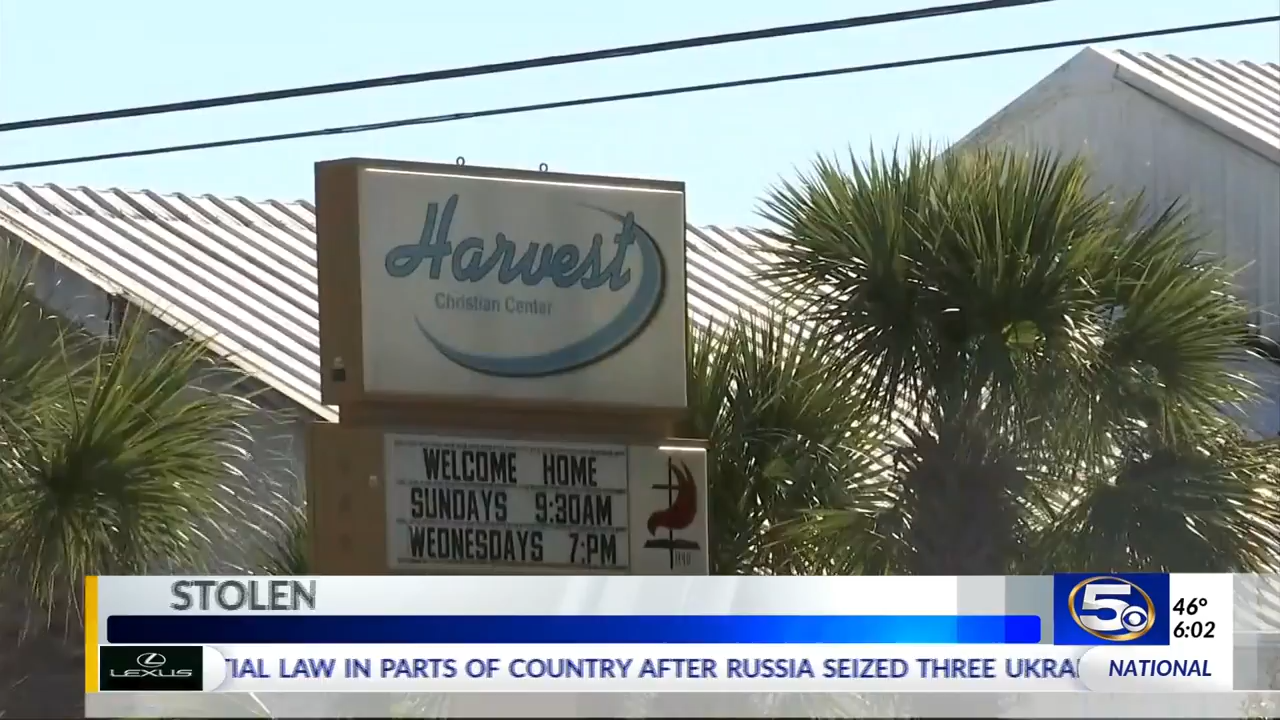 Harvest
Christian Center
WELCOME HOME
SUNDAYS 9:30AM
WEDNESDAYS 7:PM
STOLEN
5
46°
6:02
LEXUS
TIAL LAW IN PARTS OF COUNTRY AFTER RUSSIA SEIZED THREE UKRAI
NATIONAL